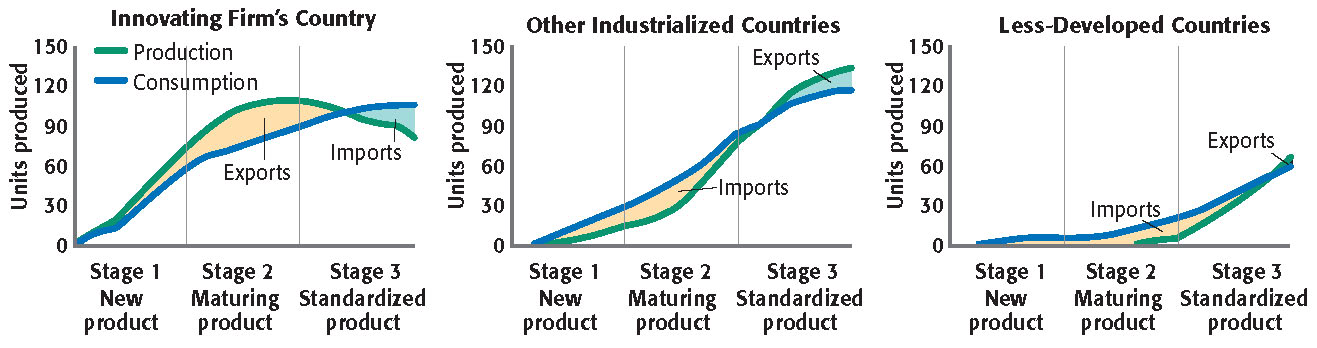 Innovating Firm's Country
Units produced
150
120
90
60
30
0
Production
Consumption
Exports
Imports
Stage 1
New
product
Stage 2
Maturing
product
Stage 3
Standardized
product
Other Industrialized Countries
Units produced
150
120
90
60
30
0
Exports
Imports
Stage 1
New
product
Stage 2
Maturing
product
Stage 3
Standardized
product
Less-Developed Countries
Units produced
150
120
90
60
30
0
Exports
Imports
Stage 1
New
product
Stage 2
Maturing
product
Stage 3
Standardized
product